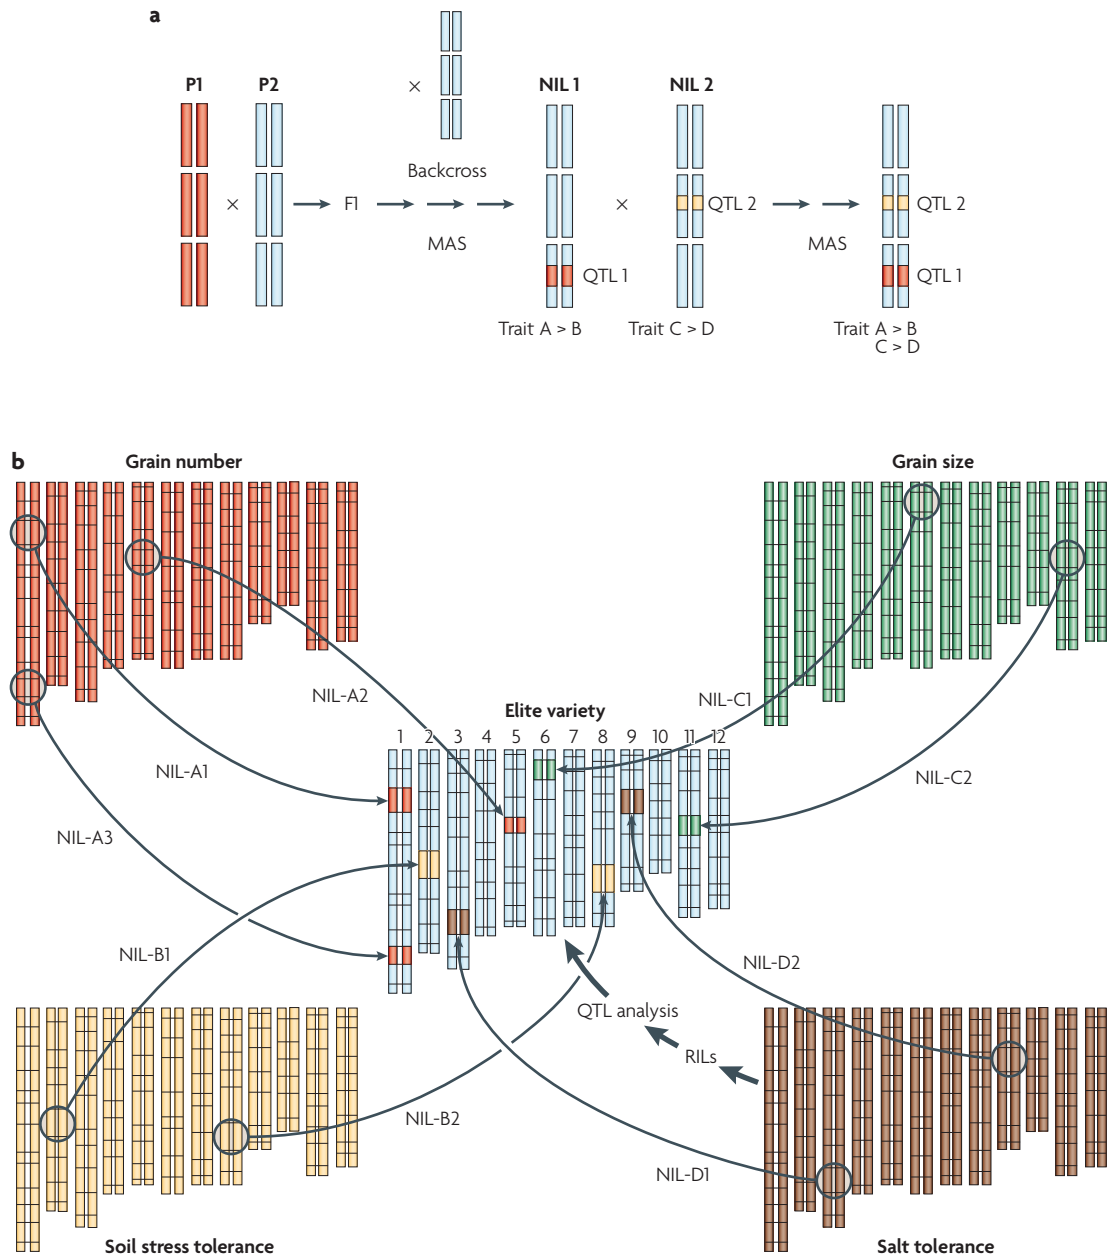 a
P1
P2
×
NIL 1
NIL 2
Backcross
×
F1
×
QTL 2
QTL 2
MAS
MAS
QTL 1
QTL 1
Trait A > B
Trait C > D
Trait A > B
C > D
b
Grain number
Grain size
NIL-A2
NIL-C1
Elite variety
1 2 3 4 5 6 7 8 9 10 11 12
NIL-A1
NIL-C2
NIL-A3
NIL-B1
NIL-D2
QTL analysis
RILs
NIL-B2
NIL-D1
Soil stress tolerance
Salt tolerance